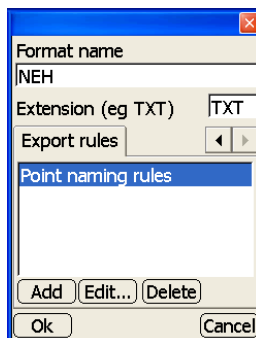 Format name
NEH
Extension (eg TXT) TXT
Export rules
Point naming rules
Add Edit... Delete
Ok Cancel